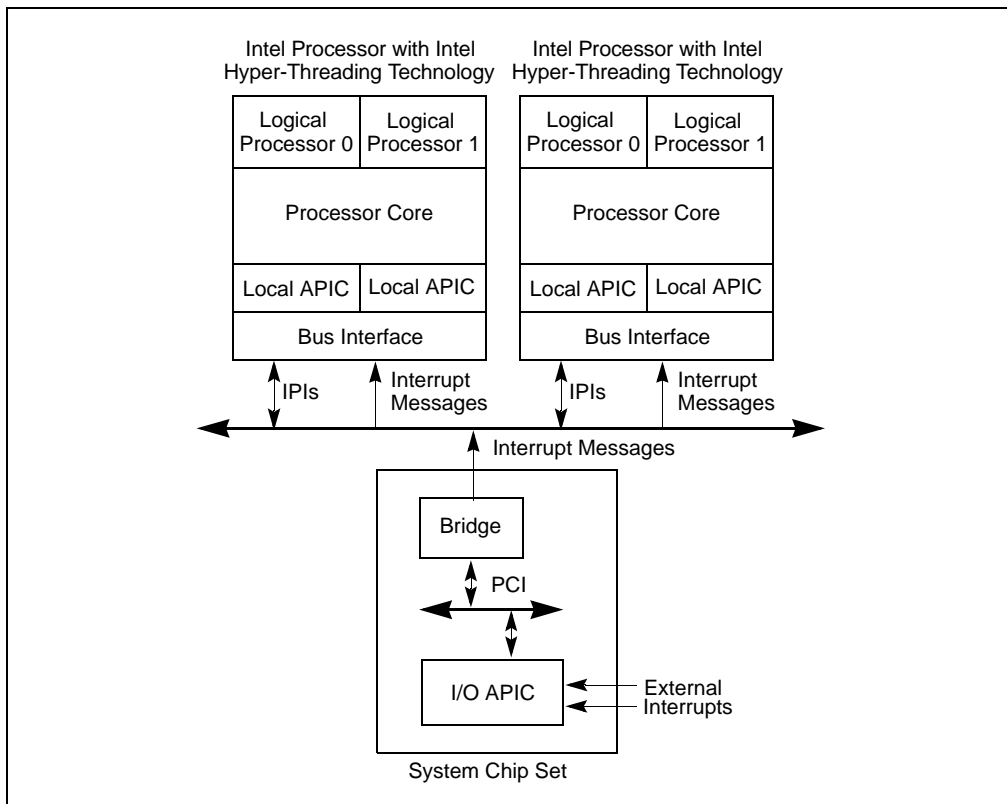 Intel Processor with Intel
Hyper-Threading Technology
Intel Processor with Intel
Hyper-Threading Technology
Logical
Processor 0
Logical
Processor 1
Logical
Processor 0
Logical
Processor 1
Processor Core
Processor Core
Local APIC
Local APIC
Local APIC
Local APIC
Bus Interface
Bus Interface
IPIs
Interrupt
Messages
IPIs
Interrupt
Messages
Interrupt Messages
Bridge
PCI
I/O APIC
External
Interrupts
System Chip Set